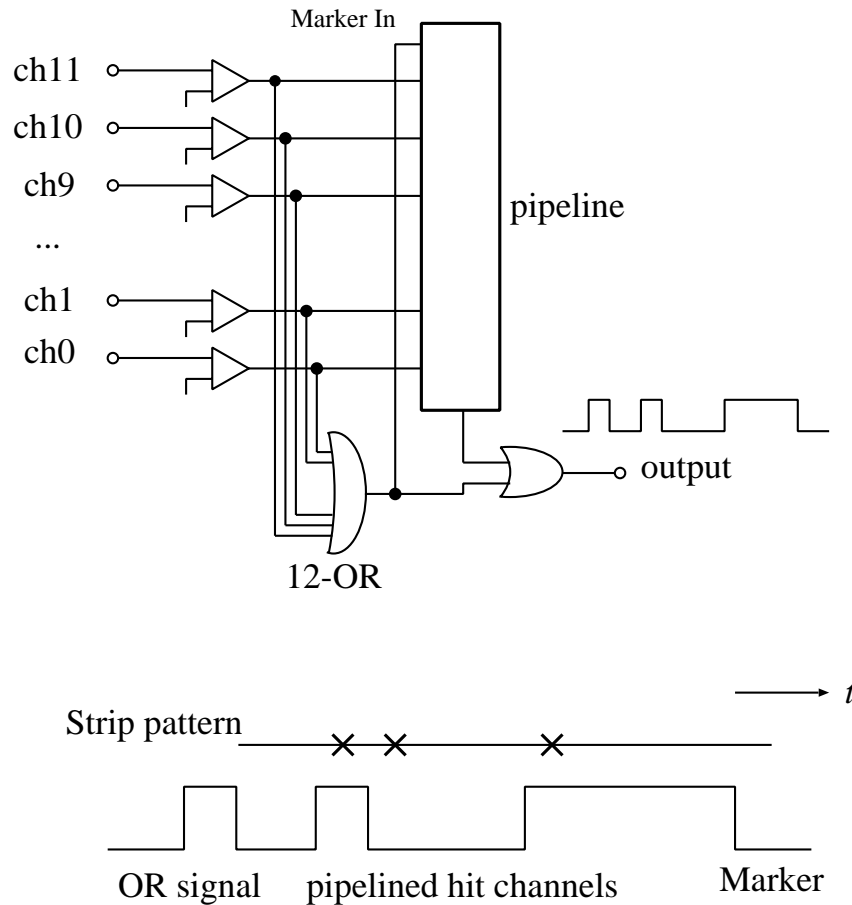 Marker In
ch11
ch10
ch9
...
ch1
ch0
pipeline
output
12-OR
t
Strip pattern
OR signal
pipelined hit channels
Marker